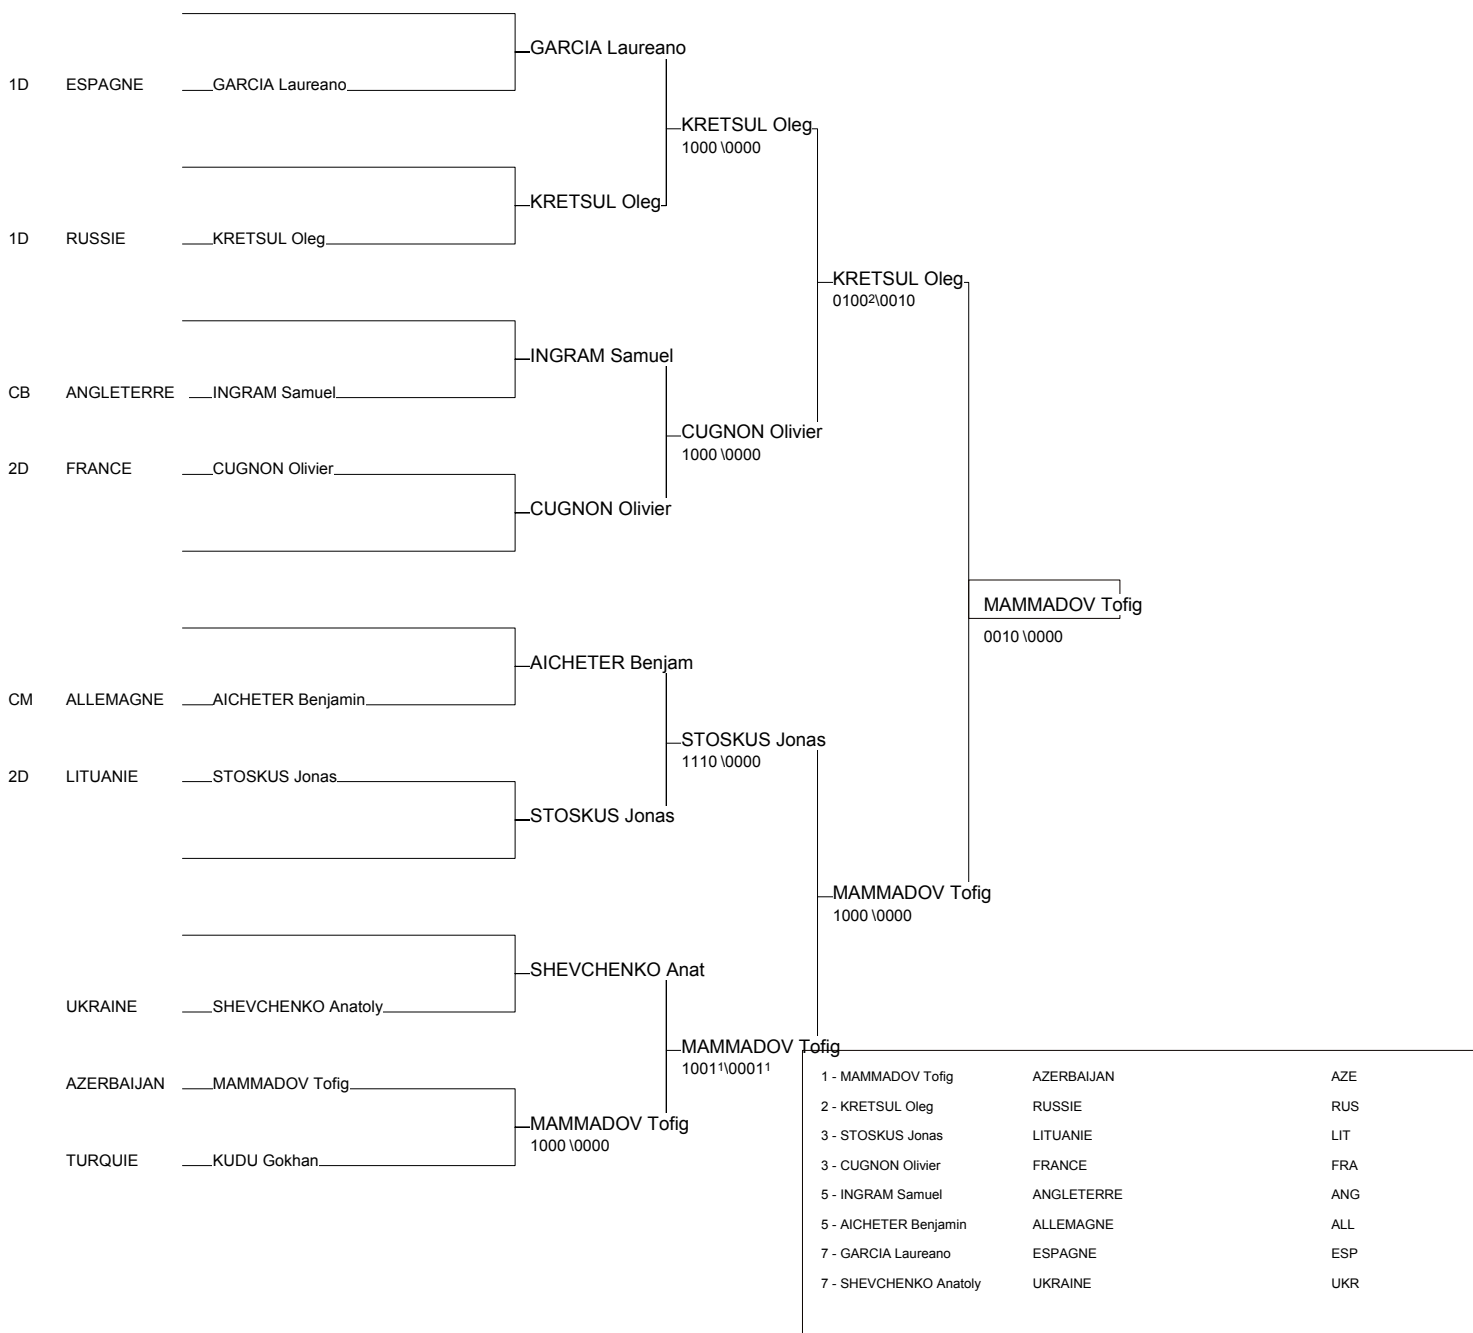 GARCIA Laureano
1D ESPAGNE GARCIA Laureano
KRETSUL Oleg
1000 \0000
KRETSUL Oleg
1D RUSSIE KRETSUL Oleg
KRETSUL Oleg
0100²\0010
INGRAM Samuel
CB ANGLETERRE INGRAM Samuel
CUGNON Olivier
1000 \0000
2D FRANCE CUGNON Olivier
CUGNON Olivier
MAMMADOV Tofig
0010 \0000
AICHETER Benjam
CM ALLEMAGNE AICHETER Benjamin
STOSKUS Jonas
1110 \0000
2D LITUANIE STOSKUS Jonas
STOSKUS Jonas
MAMMADOV Tofig
1000 \0000
SHEVCHENKO Anat
UKRAINE SHEVCHENKO Anatoly
MAMMADOV Tofig
1001¹\0001¹
AZERBAIJAN MAMMADOV Tofig
MAMMADOV Tofig
1000 \0000
TURQUIE KUDU Gokhan
1 - MAMMADOV Tofig AZERBAIJAN AZE
2 - KRETSUL Oleg RUSSIE RUS
3 - STOSKUS Jonas LITUANIE LIT
3 - CUGNON Olivier FRANCE FRA
5 - INGRAM Samuel ANGLETERRE ANG
5 - AICHETER Benjamin ALLEMAGNE ALL
7 - GARCIA Laureano ESPAGNE ESP
7 - SHEVCHENKO Anatoly UKRAINE UKR